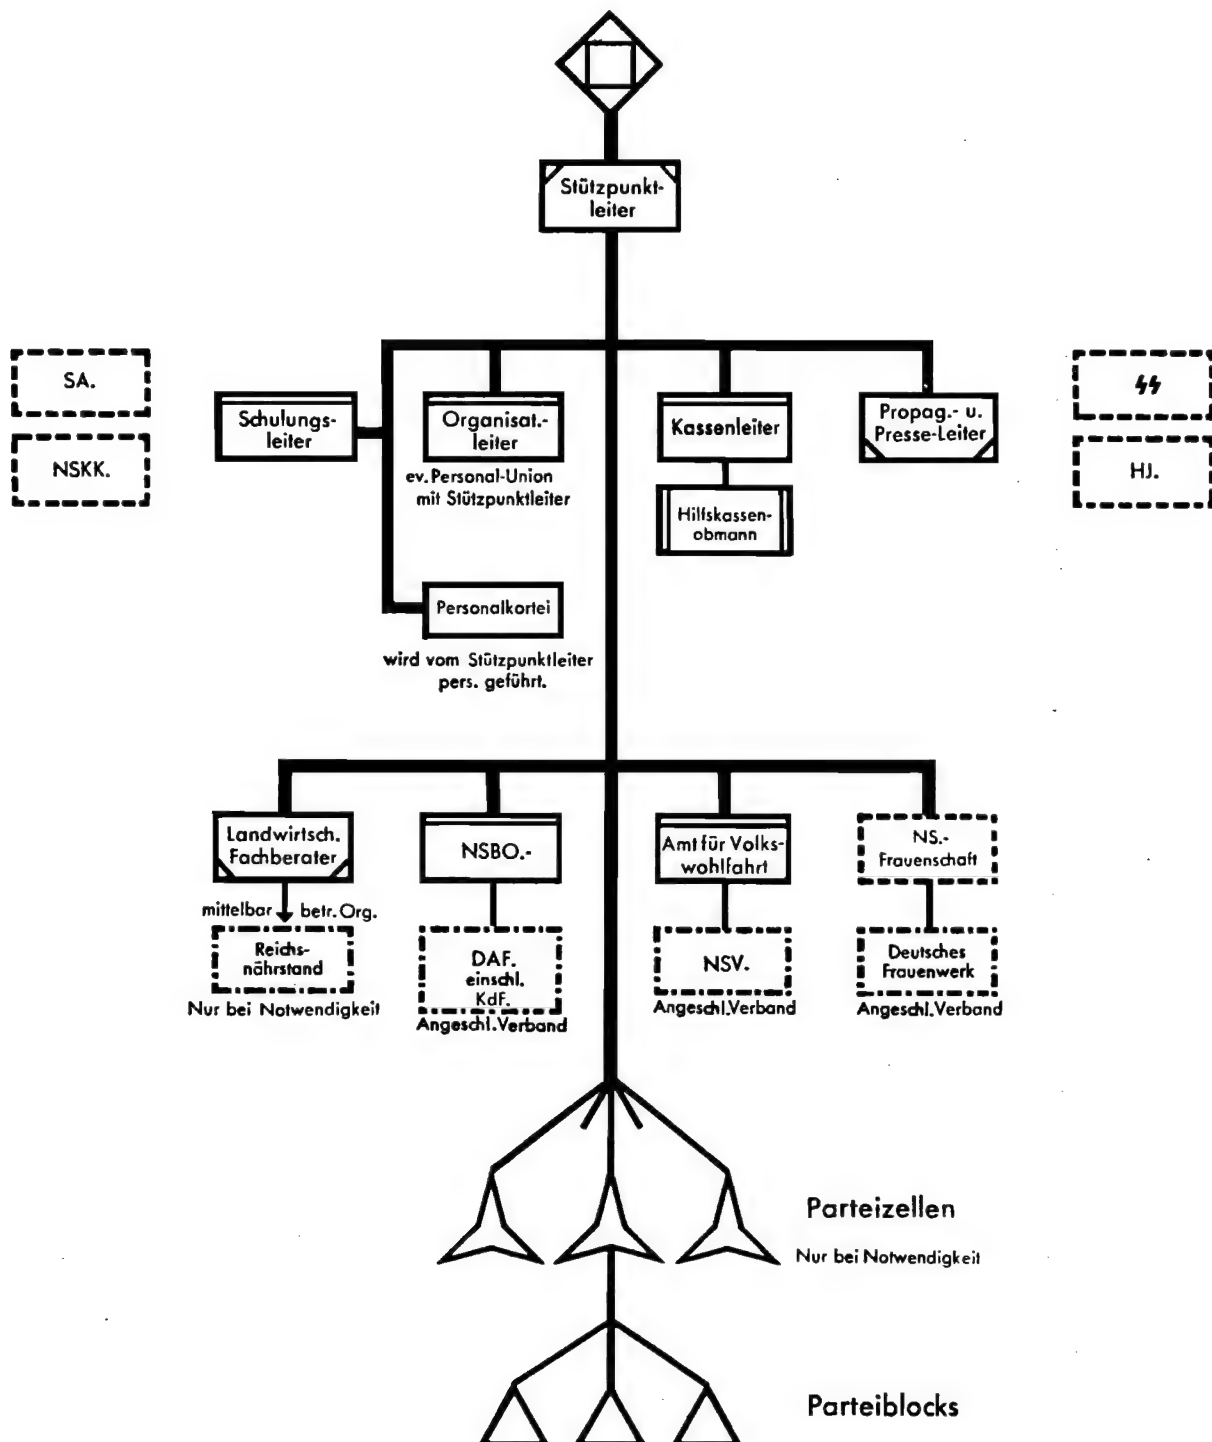 Stützpunkt-
leiter
SA.
NSKK.
Schulungs-
leiter
Organisat.-
leiter
ev. Personal-Union
mit Stützpunktleiter
Kassenleiter
Hilfskassen-
obmann
Propag.- u.
Presse-Leiter
ϟϟ
HJ.
Personalkartei
wird vom Stützpunktleiter
pers. geführt.
Landwirtsch.
Fachberater
mittelbar betr. Org.
Reichs-
nährstand
Nur bei Notwendigkeit
NSBO.-
DAF.
einschl.
KdF.
Angeschl. Verband
Amt für Volks-
wohlfahrt
NSV.
Angeschl. Verband
NS.-
Frauenschaft
Deutsches
Frauenwerk
Angeschl. Verband
Parteizellen
Nur bei Notwendigkeit
Parteiblocks